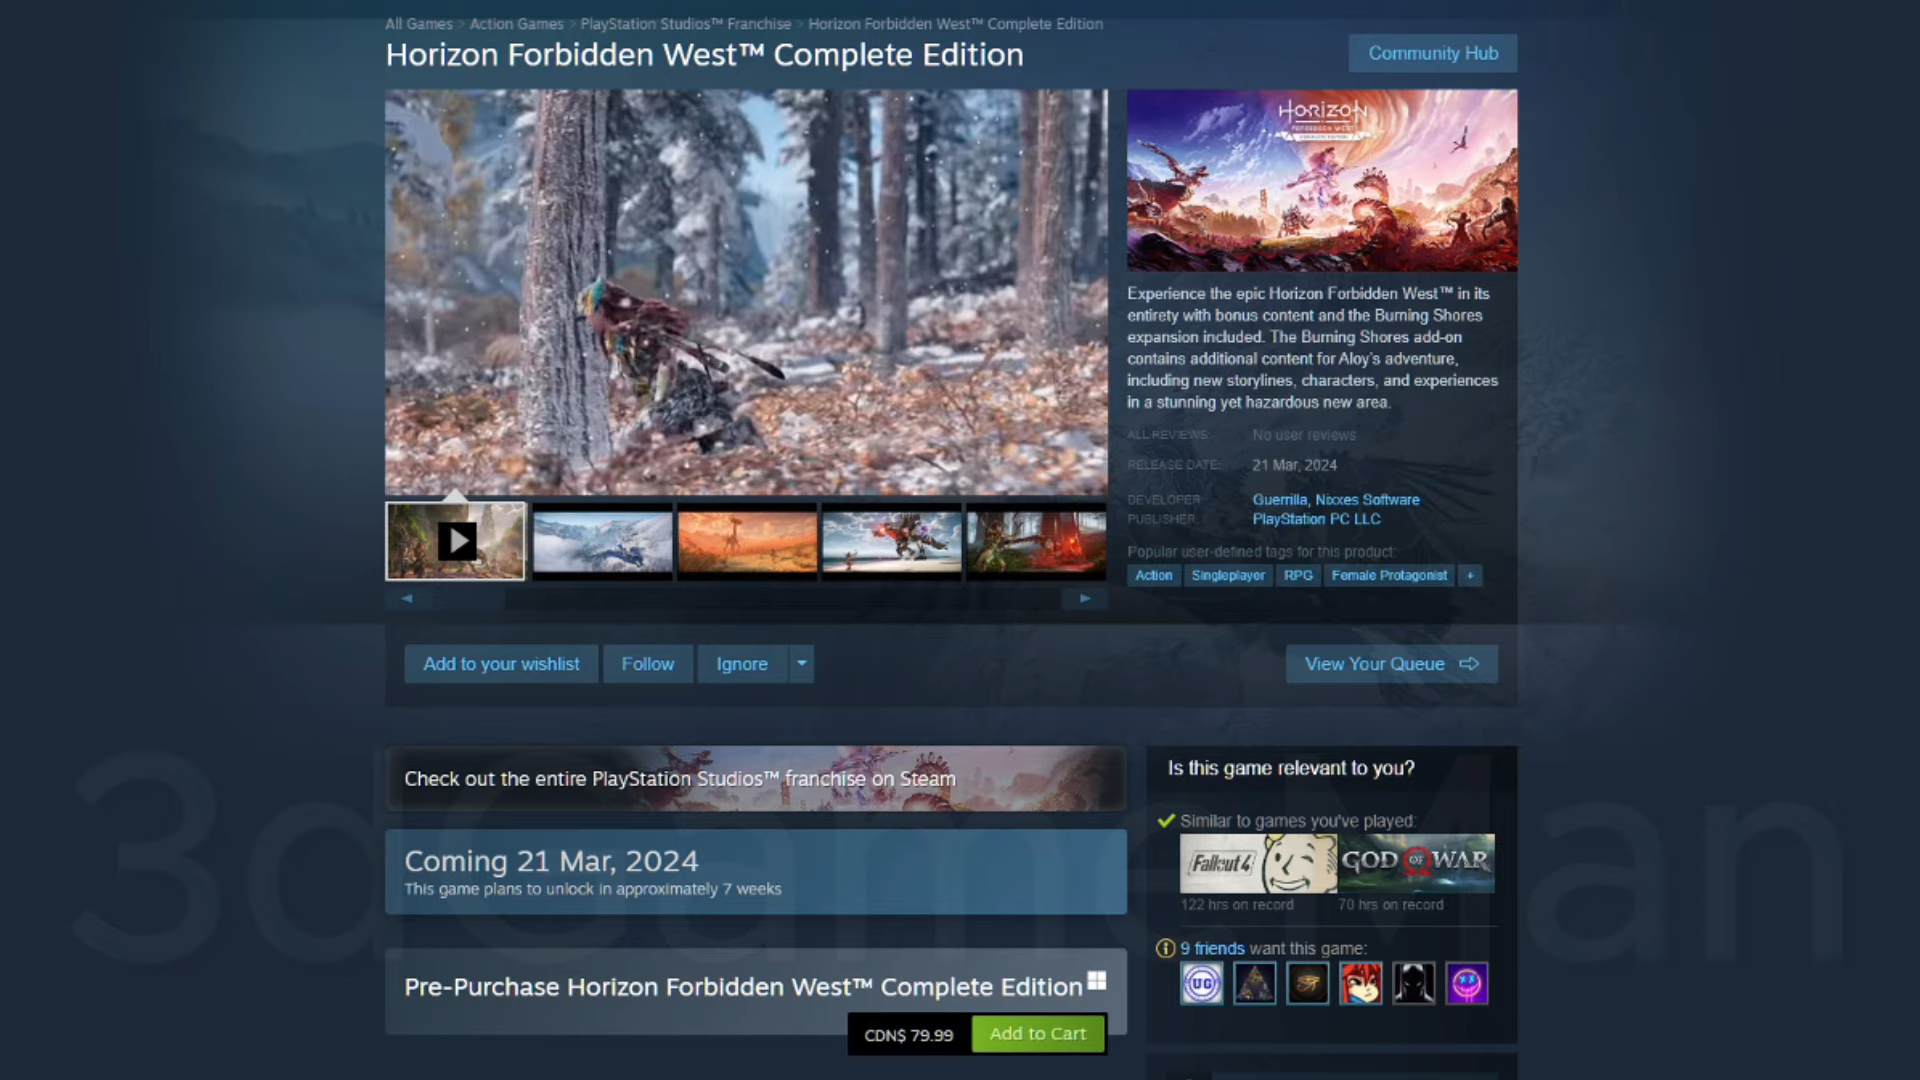 All Games > Action Games > PlayStation Studios™ Franchise > Horizon Forbidden West™ Complete Edition
Horizon Forbidden West™ Complete Edition
Community Hub
HORIZON
FORBIDDEN WEST
COMPLETE EDITION
Experience the epic Horizon Forbidden West™ in its
entirety with bonus content and the Burning Shores
expansion included. The Burning Shores add-on
contains additional content for Aloy's adventure,
including new storylines, characters, and experiences
in a stunning yet hazardous new area.
ALL REVIEWS: No user reviews
RELEASE DATE: 21 Mar, 2024
DEVELOPER: Guerrilla, Nixxes Software
PUBLISHER: PlayStation PC LLC
Popular user-defined tags for this product:
Action Singleplayer RPG Female Protagonist +
Add to your wishlist Follow Ignore
View Your Queue
Check out the entire PlayStation Studios™ franchise on Steam
Coming 21 Mar, 2024
This game plans to unlock in approximately 7 weeks
Pre-Purchase Horizon Forbidden West™ Complete Edition
CDN$ 79.99 Add to Cart
Is this game relevant to you?
Similar to games you've played:
Fallout 4 GOD OF WAR
122 hrs on record 70 hrs on record
9 friends want this game:
UG
3dGameMan